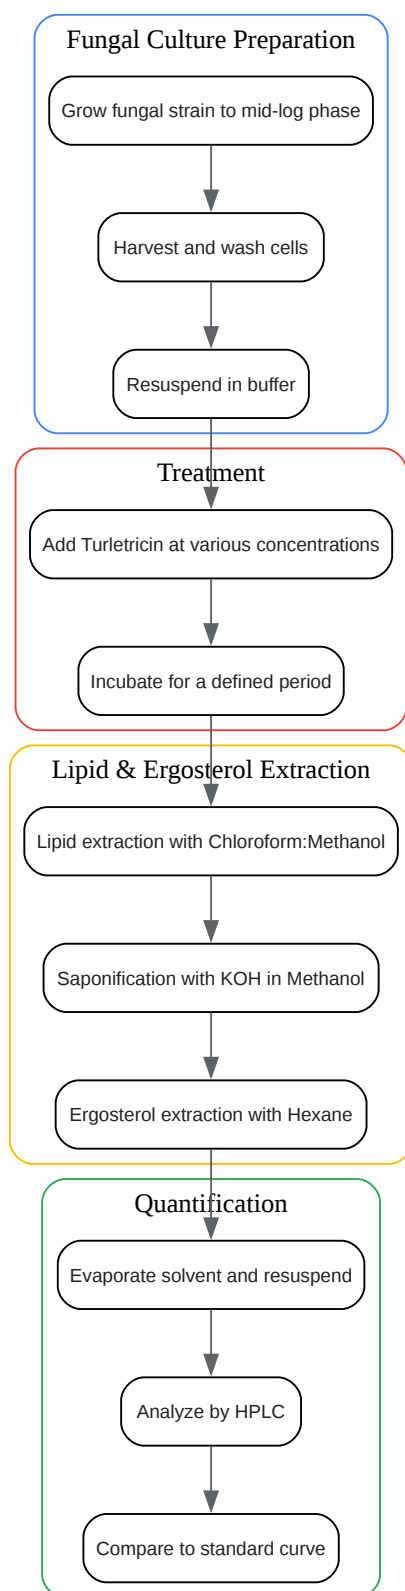 Fungal Culture Preparation
Grow fungal strain to mid-log phase
Harvest and wash cells
Resuspend in buffer
Treatment
Add Turletricin at various concentrations
Incubate for a defined period
Lipid & Ergosterol Extraction
Lipid extraction with Chloroform:Methanol
Saponification with KOH in Methanol
Ergosterol extraction with Hexane
Quantification
Evaporate solvent and resuspend
Analyze by HPLC
Compare to standard curve